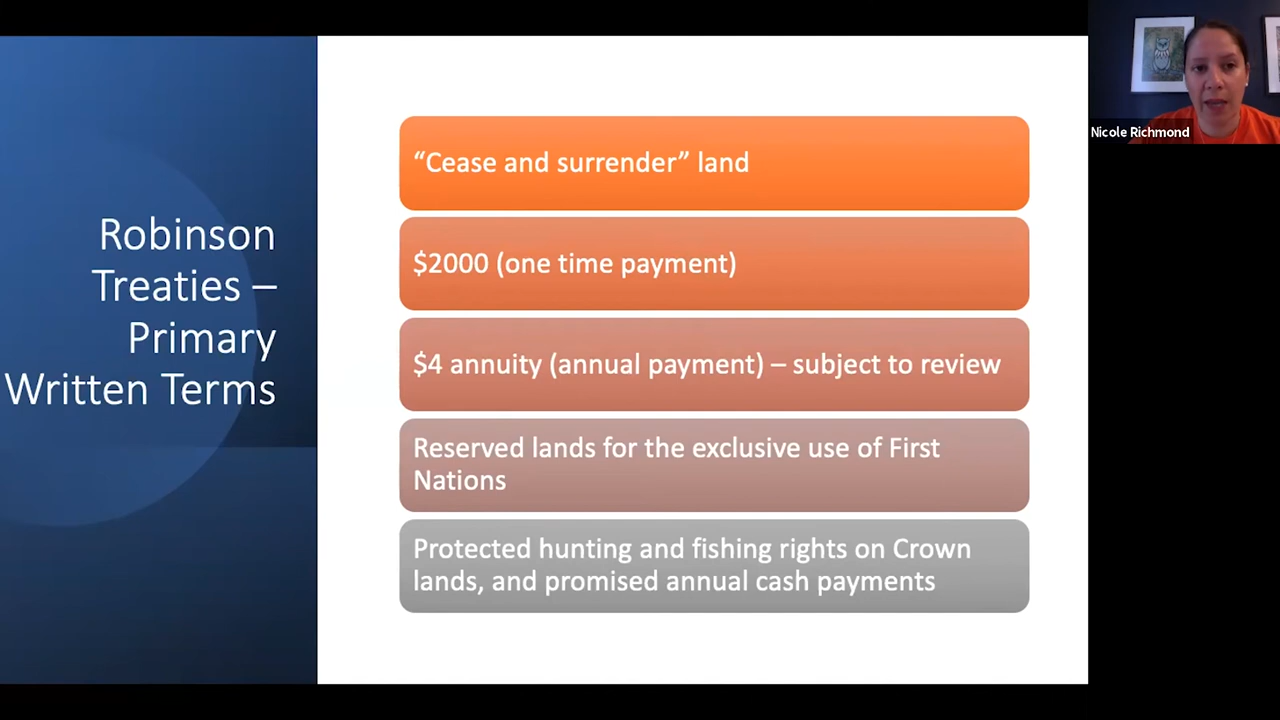 Robinson
Treaties –
Primary
Written Terms
“Cease and surrender” land
$2000 (one time payment)
$4 annuity (annual payment) – subject to review
Reserved lands for the exclusive use of First
Nations
Protected hunting and fishing rights on Crown
lands, and promised annual cash payments
Nicole Richmond